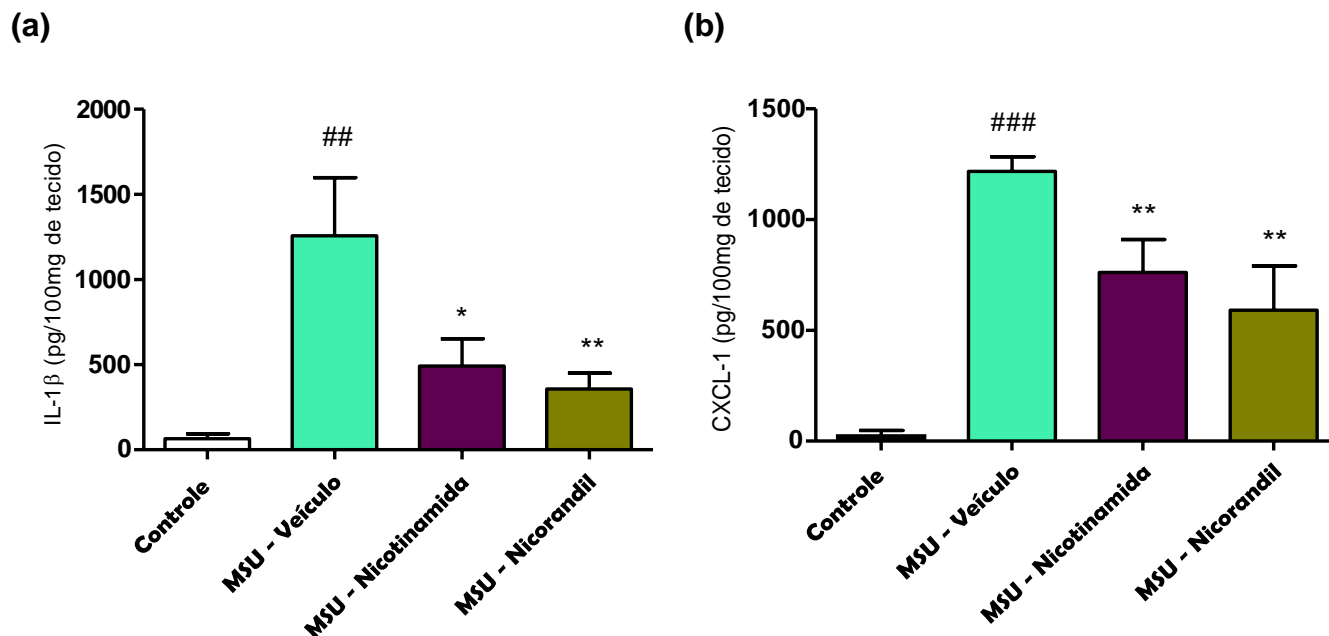 (a)
IL-1β (pg/100mg de tecido)
2000
1500
1000
500
0
##
*
**
Controle
MSU - Veículo
MSU - Nicotinamida
MSU - Nicorandil
(b)
CXCL-1 (pg/100mg de tecido)
1500
1000
500
0
###
**
**
Controle
MSU - Veículo
MSU - Nicotinamida
MSU - Nicorandil